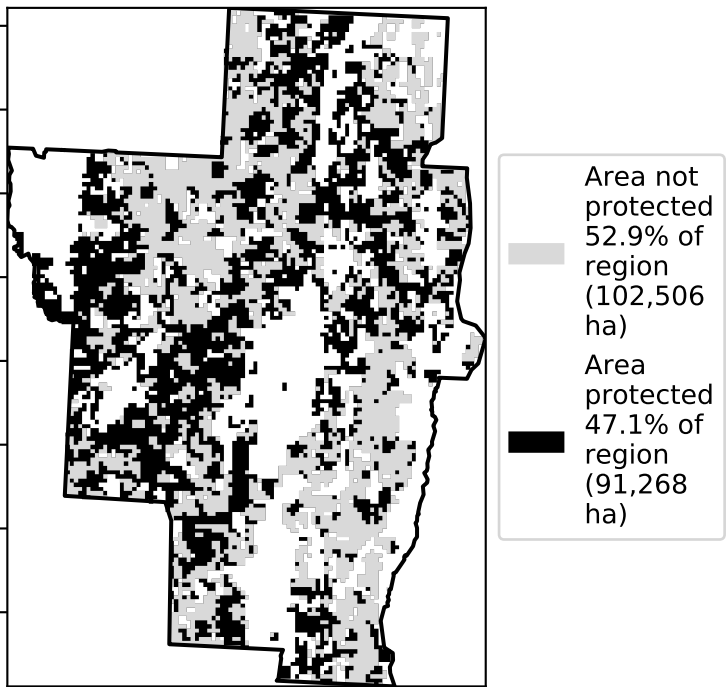 Area not
protected
52.9% of
region
(102,506
ha)
Area
protected
47.1% of
region
(91,268
ha)